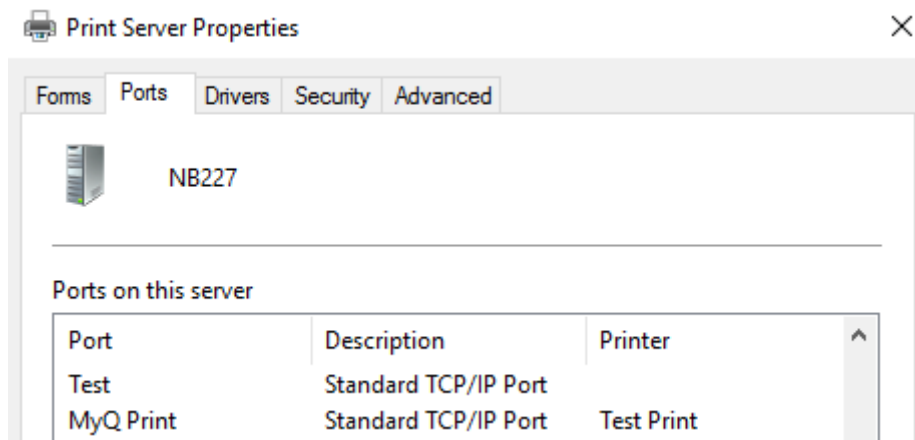 Print Server Properties
Forms Ports Drivers Security Advanced
NB227
Ports on this server
Port Description Printer
Test Standard TCP/IP Port
MyQ Print Standard TCP/IP Port Test Print